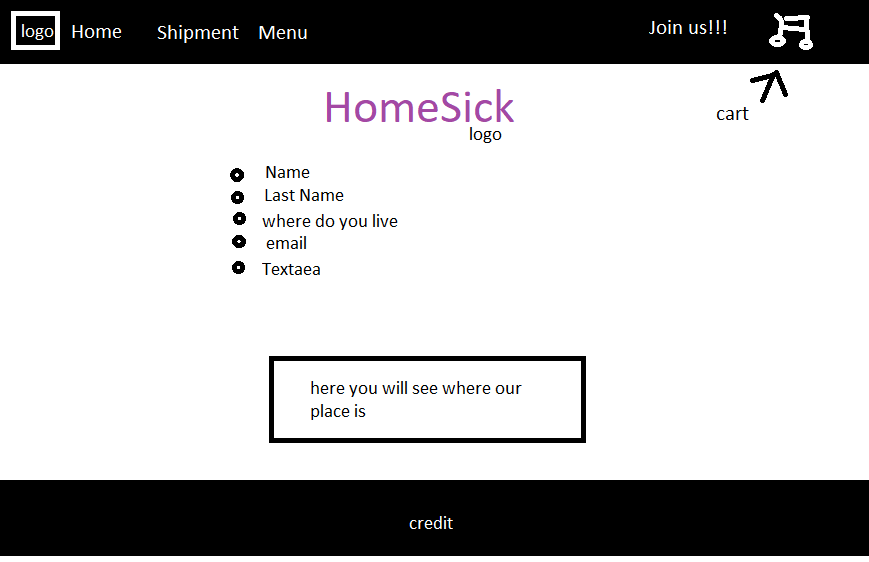 logo Home Shipment Menu Join us!!!
cart
HomeSick
logo
Name
Last Name
where do you live
email
Textaea
here you will see where our
place is
credit